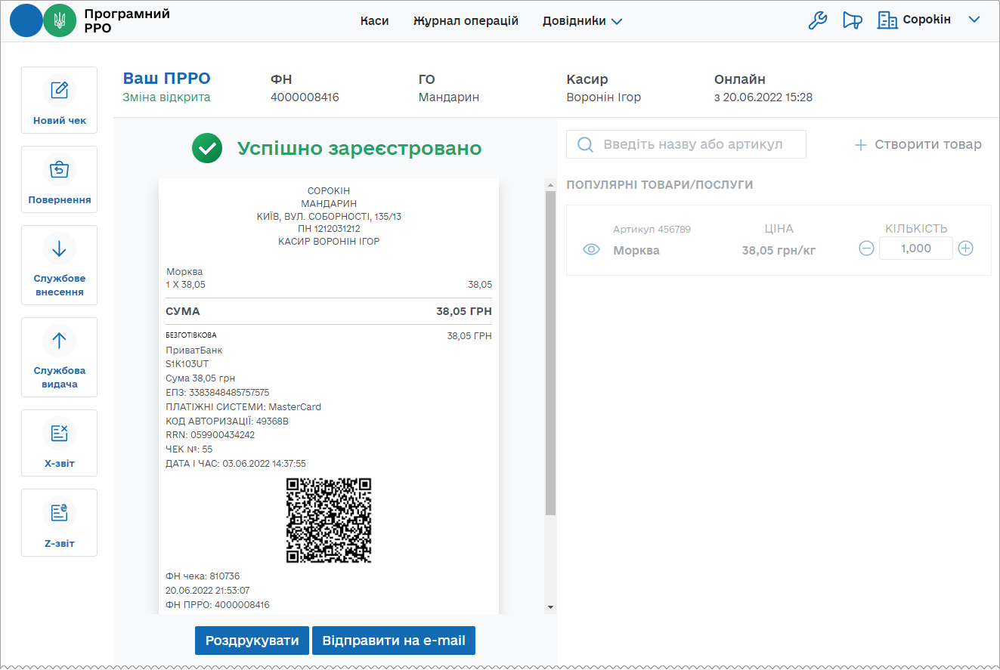 Програмний
РРО
Каси
Журнал операцій
Довідники
Сорокін
Новий чек
Повернення
Службове
внесення
Службова
видача
X-звіт
Z-звіт
Ваш ПРРО
Зміна відкрита
ФН
4000008416
ГО
Мандарин
Касир
Воронін Ігор
Онлайн
з 20.06.2022 15:28
Успішно зареєстровано
СОРОКІН
МАНДАРИН
КИЇВ, ВУЛ. СОБОРНОСТІ, 135/13
ПН 1212031212
КАСИР ВОРОНІН ІГОР
Морква
1 X 38,05 38,05
СУМА 38,05 ГРН
БЕЗГОТІВКОВА 38,05 ГРН
ПриватБанк
S1K103UT
Сума 38,05 грн
ЕПЗ: 3383848485757575
ПЛАТІЖНІ СИСТЕМИ: MasterCard
КОД АВТОРИЗАЦІЇ: 49368B
RRN: 059900434242
ЧЕК №: 55
ДАТА І ЧАС: 03.06.2022 14:37:55
ФН чека: 810736
20.06.2022 21:53:07
ФН ПРРО: 4000008416
Роздрукувати
Відправити на e-mail
Введіть назву або артикул
Створити товар
ПОПУЛЯРНІ ТОВАРИ/ПОСЛУГИ
Артикул 456789
Морква
ЦІНА
38,05 грн/кг
КІЛЬКІСТЬ
1,000